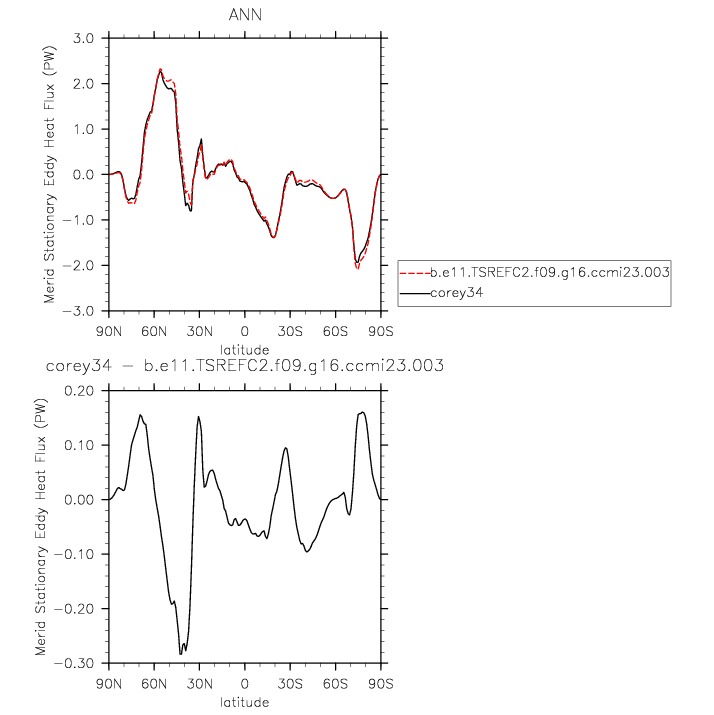 ANN
Merid Stationary Eddy Heat Flux (PW)
3.0
2.0
1.0
0.0
−1.0
−2.0
−3.0
90N 60N 30N 0 30S 60S 90S
latitude
b.e11.TSREFC2.f09.g16.ccmi23.003
corey34
corey34 − b.e11.TSREFC2.f09.g16.ccmi23.003
Merid Stationary Eddy Heat Flux (PW)
0.20
0.10
0.00
−0.10
−0.20
−0.30
90N 60N 30N 0 30S 60S 90S
latitude